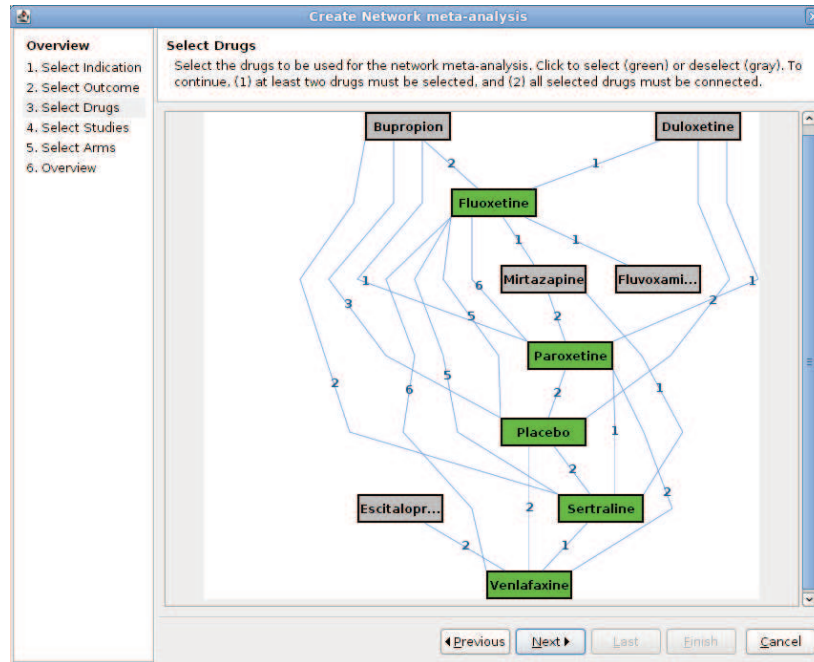 Create Network meta-analysis
Overview
1. Select Indication
2. Select Outcome
3. Select Drugs
4. Select Studies
5. Select Arms
6. Overview
Select Drugs
Select the drugs to be used for the network meta-analysis. Click to select (green) or deselect (gray). To
continue, (1) at least two drugs must be selected, and (2) all selected drugs must be connected.
Bupropion
Duloxetine
2
1
Fluoxetine
1
1
Mirtazapine
Fluvoxami...
1
6
2
1
3
5
2
Paroxetine
2
6
5
2
1
Placebo
1
2
Escitalopr...
Sertraline
2
2
2
1
Venlafaxine
Previous
Next
Last
Finish
Cancel